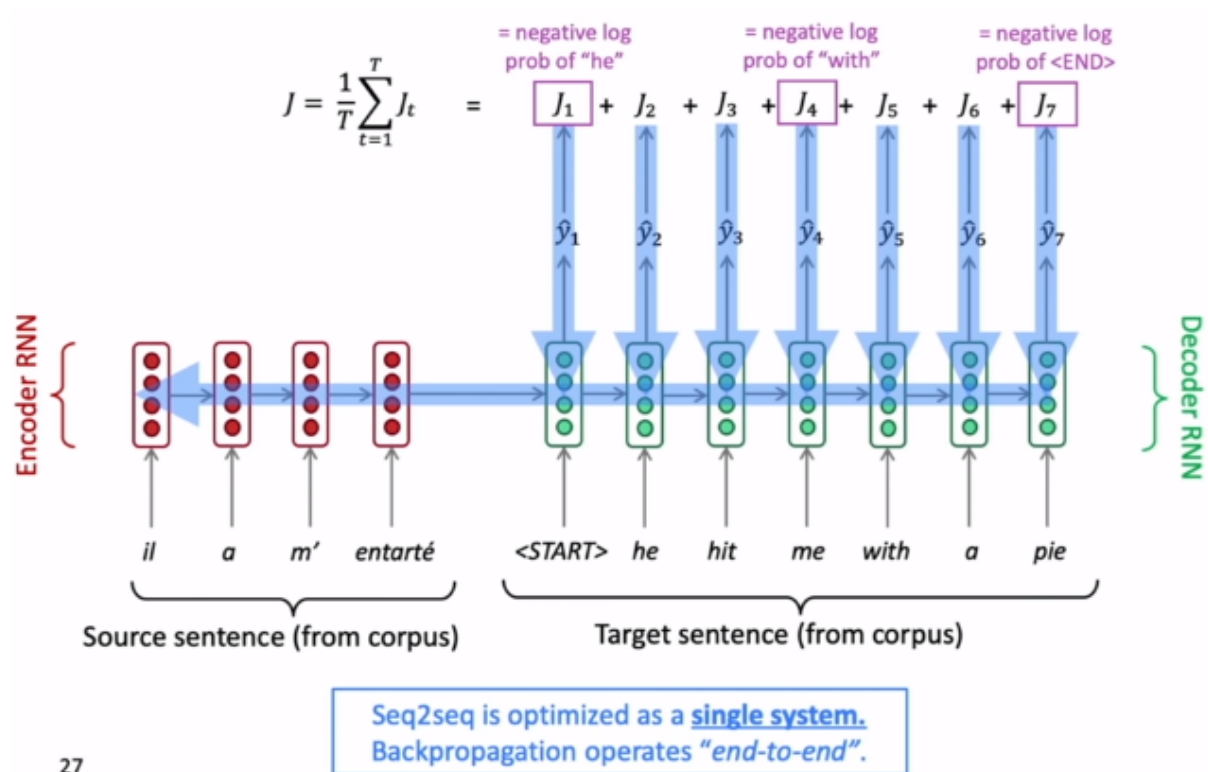 = negative log
prob of "he"
= negative log
prob of "with"
= negative log
prob of <END>
J = 1/T ∑_{t=1}^{T} J_t = J₁ + J₂ + J₃ + J₄ + J₅ + J₆ + J₇
ŷ₁ ŷ₂ ŷ₃ ŷ₄ ŷ₅ ŷ₆ ŷ₇
Encoder RNN
Decoder RNN
il a m' entarté <START> he hit me with a pie
Source sentence (from corpus)
Target sentence (from corpus)
Seq2seq is optimized as a single system.
Backpropagation operates "end-to-end".
27